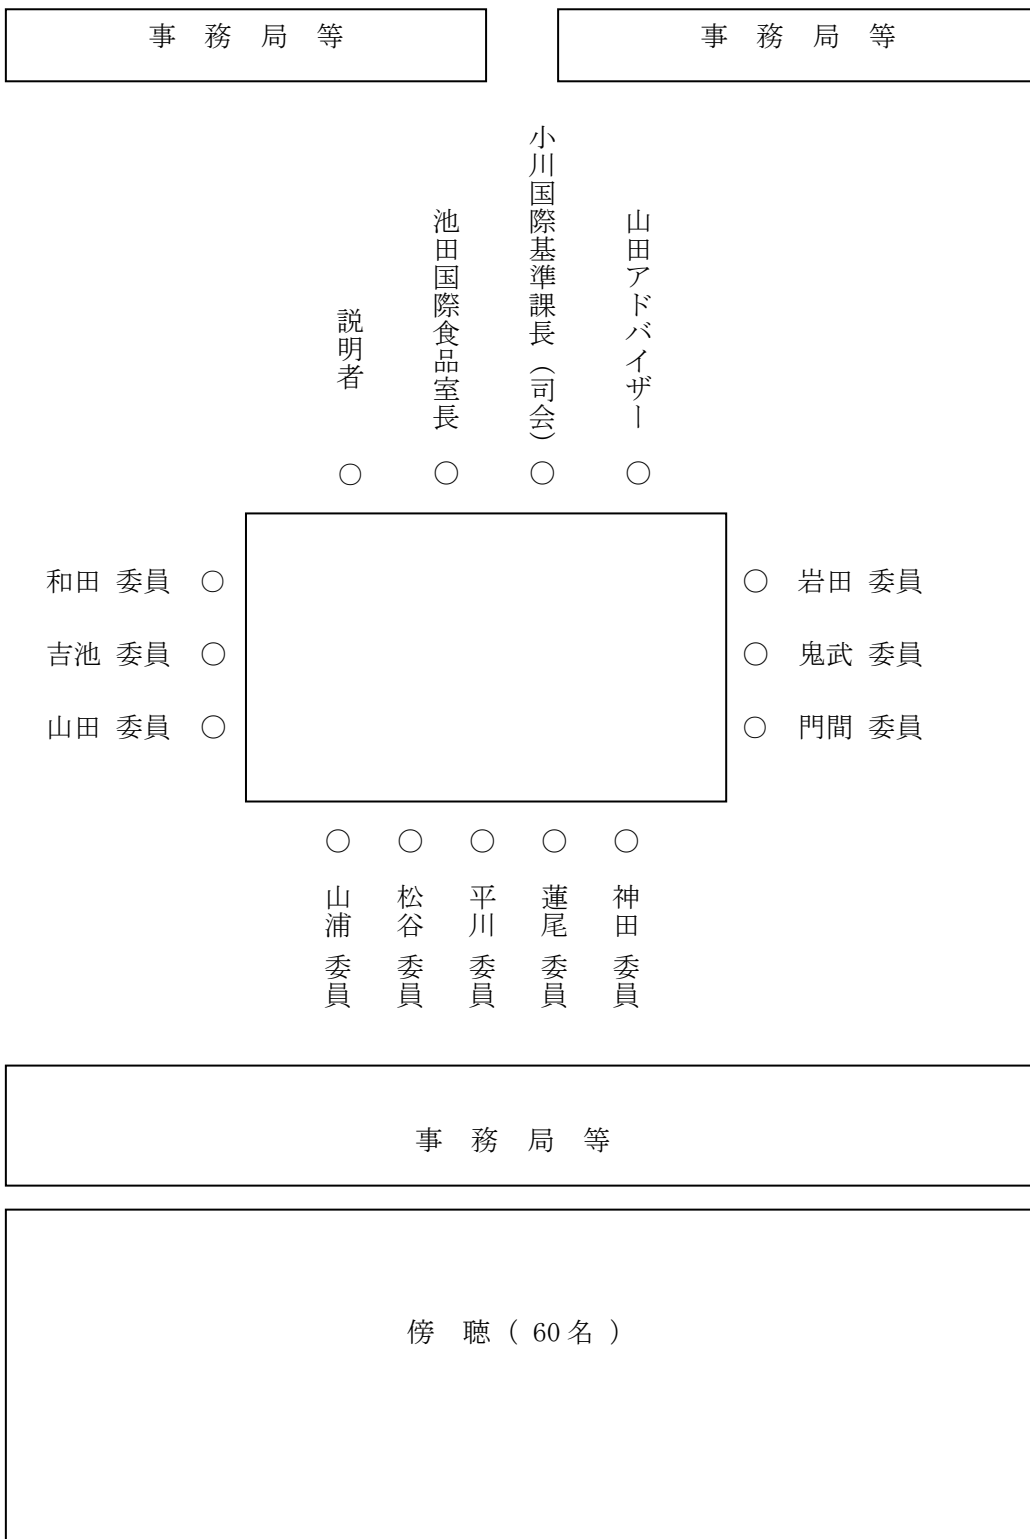 事 務 局 等
事 務 局 等
説明者
池田国際食品室長
小川国際基準課長（司会）
山田アドバイザー
○
○
○
○
和田 委員 ○
○ 岩田 委員
吉池 委員 ○
○ 鬼武 委員
山田 委員 ○
○ 門間 委員
○
○
○
○
○
山浦 委員
松谷 委員
平川 委員
蓮尾 委員
神田 委員
事 務 局 等
傍 聴 （ 60 名 ）